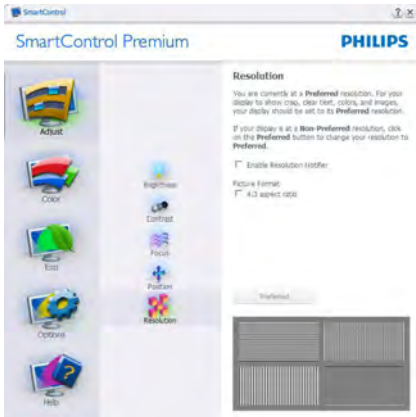 SmartControl
SmartControl Premium
PHILIPS
Adjust
Color
Eco
Options
Help
Brightness
Contrast
Focus
Position
Resolution
Resolution
You are currently at a Preferred resolution. For your
display to show crisp, clear text, colors, and images,
your display should be set to its Preferred resolution.
If your display is at a Non-Preferred resolution, click
on the Preferred button to change your resolution to
Preferred.
Enable Resolution Notifier
Picture Format
4:3 aspect ratio
Preferred